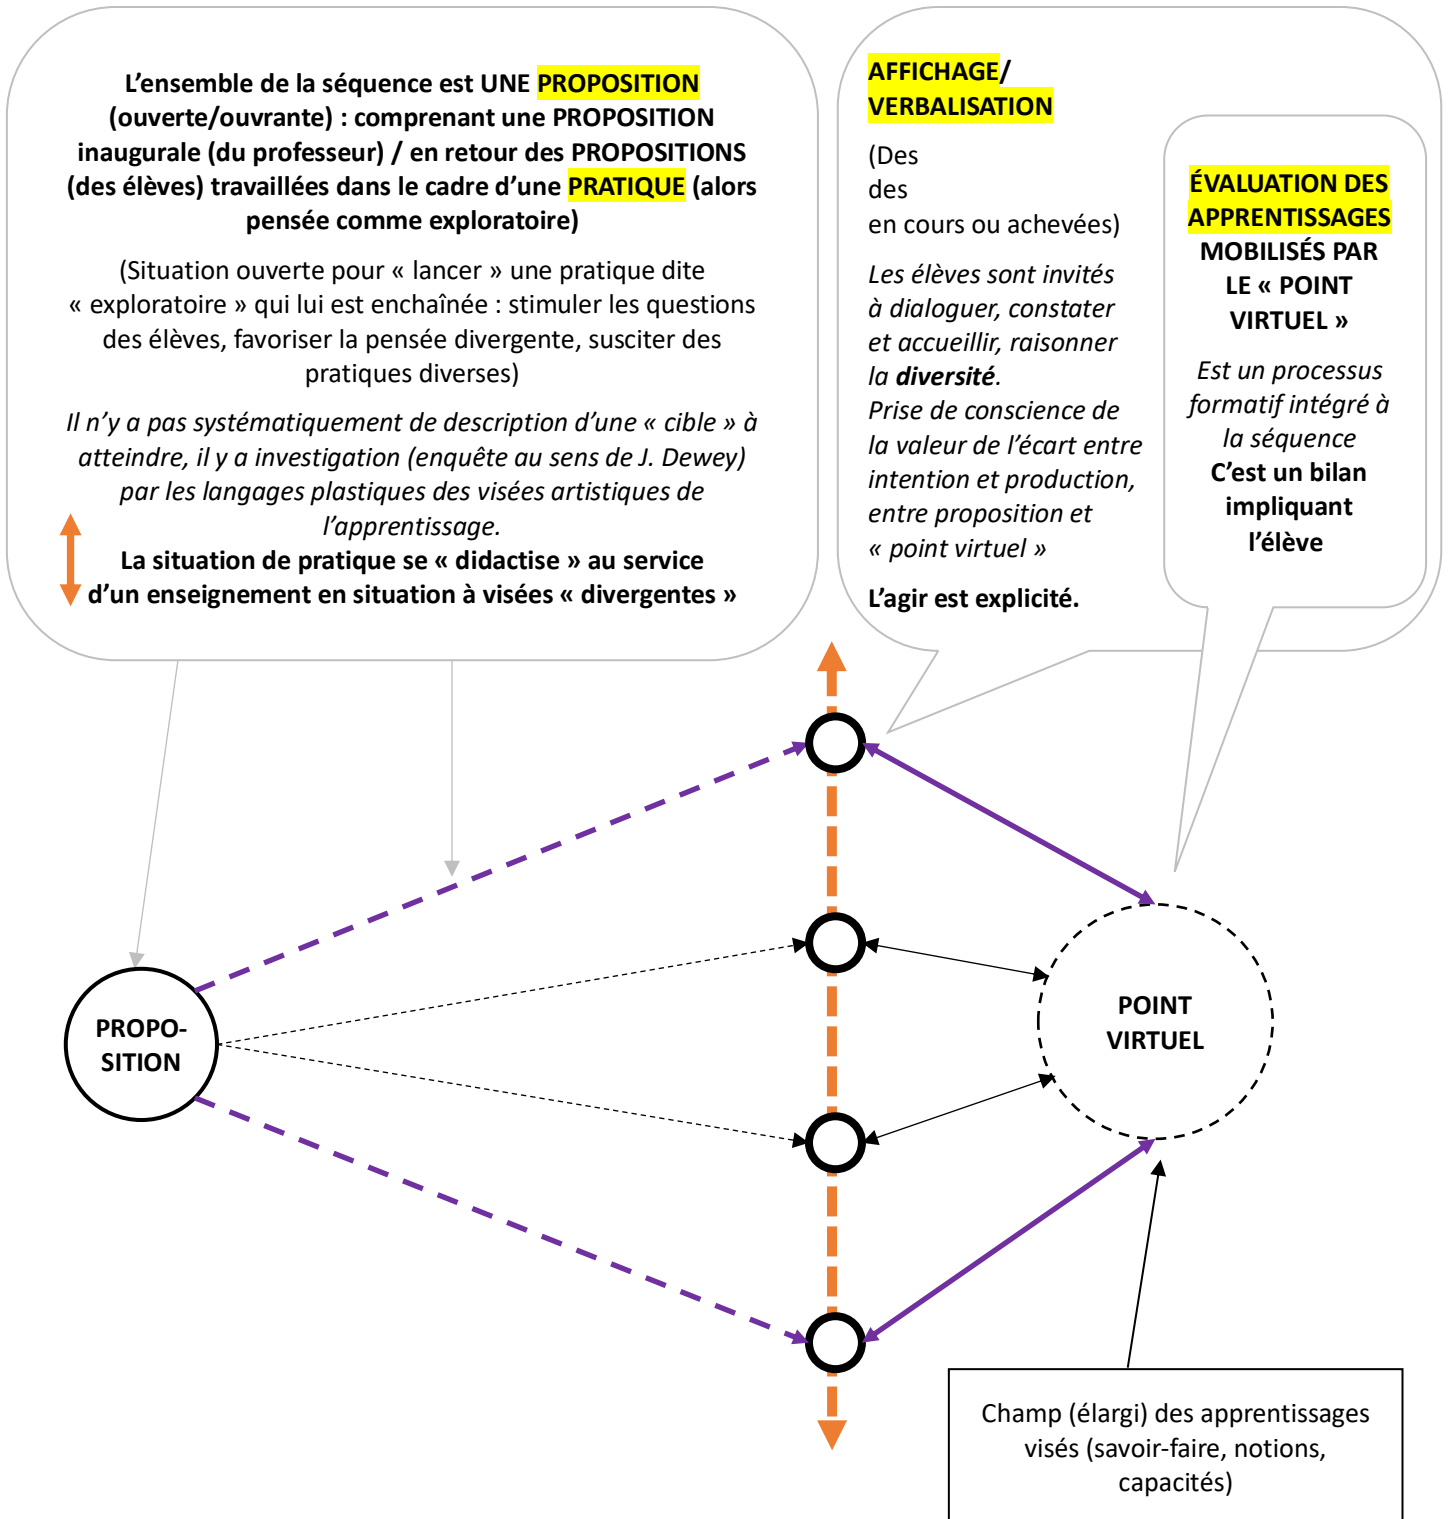 L’ensemble de la séquence est UNE PROPOSITION
(ouverte/ouvrante) : comprenant une PROPOSITION
inaugurale (du professeur) / en retour des PROPOSITIONS
(des élèves) travaillées dans le cadre d’une PRATIQUE (alors
pensée comme exploratoire)
(Situation ouverte pour « lancer » une pratique dite
« exploratoire » qui lui est enchaînée : stimuler les questions
des élèves, favoriser la pensée divergente, susciter des
pratiques diverses)
Il n’y a pas systématiquement de description d’une « cible » à
atteindre, il y a investigation (enquête au sens de J. Dewey)
par les langages plastiques des visées artistiques de
l’apprentissage.
La situation de pratique se « didactise » au service
d’un enseignement en situation à visées « divergentes »
AFFICHAGE/
VERBALISATION
(Des
des
en cours ou achevées)
Les élèves sont invités
à dialoguer, constater
et accueillir, raisonner
la diversité.
Prise de conscience de
la valeur de l’écart entre
intention et production,
entre proposition et
« point virtuel »
L’agir est explicité.
ÉVALUATION DES
APPRENTISSAGES
MOBILISÉS PAR
LE « POINT
VIRTUEL »
Est un processus
formatif intégré à
la séquence
C’est un bilan
impliquant
l’élève
PROPO-
SITION
POINT
VIRTUEL
Champ (élargi) des apprentissages
visés (savoir-faire, notions,
capacités)